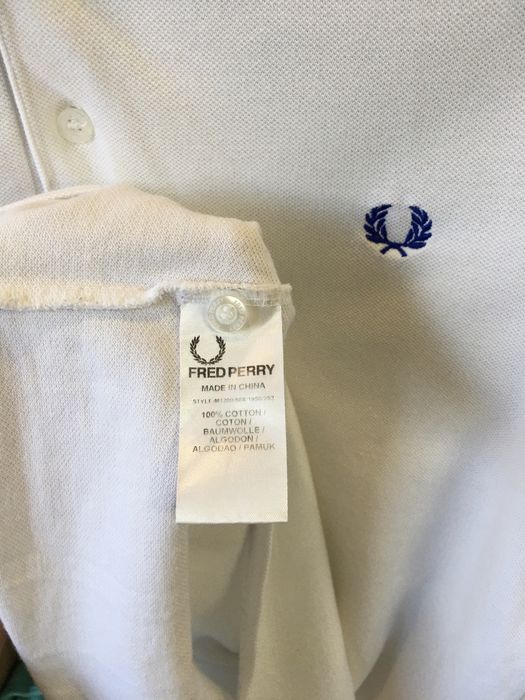 FRED PERRY
MADE IN CHINA
100% COTTON /
COTON /
BAUMWOLLE /
ALGODON /
ALGODAO / PAMUK